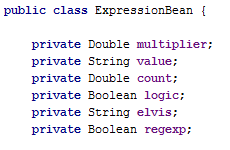 public class ExpressionBean {
private Double multiplier;
private String value;
private Double count;
private Boolean logic;
private String elvis;
private Boolean regexp;